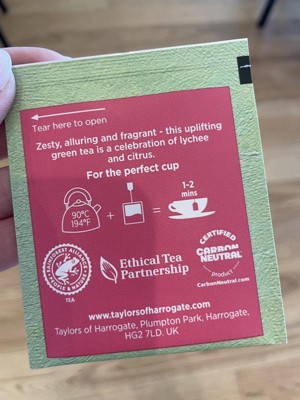 Tear here to open
Zesty, alluring and fragrant - this uplifting
green tea is a celebration of lychee
and citrus.
For the perfect cup
90°C
194°F
+
=
1-2
mins
RAINFOREST ALLIANCE
PEOPLE & NATURE
TEA
Ethical Tea
Partnership
CERTIFIED
CARBON
NEUTRAL
PRODUCT
CarbonNeutral.com
www.taylorsofharrogate.com
Taylors of Harrogate, Plumpton Park, Harrogate,
HG2 7LD. UK